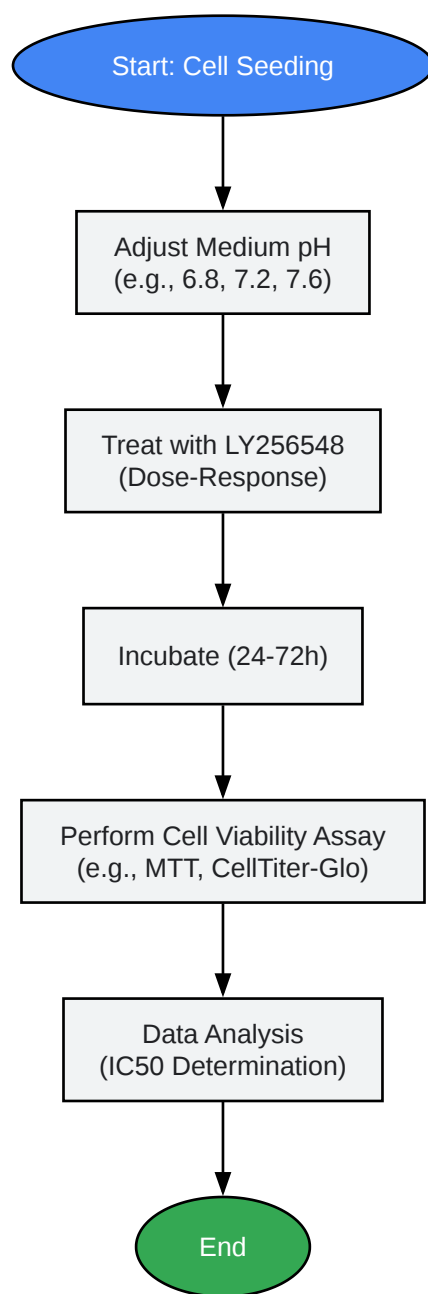 Start: Cell Seeding
Adjust Medium pH
(e.g., 6.8, 7.2, 7.6)
Treat with LY256548
(Dose-Response)
Incubate (24-72h)
Perform Cell Viability Assay
(e.g., MTT, CellTiter-Glo)
Data Analysis
(IC50 Determination)
End